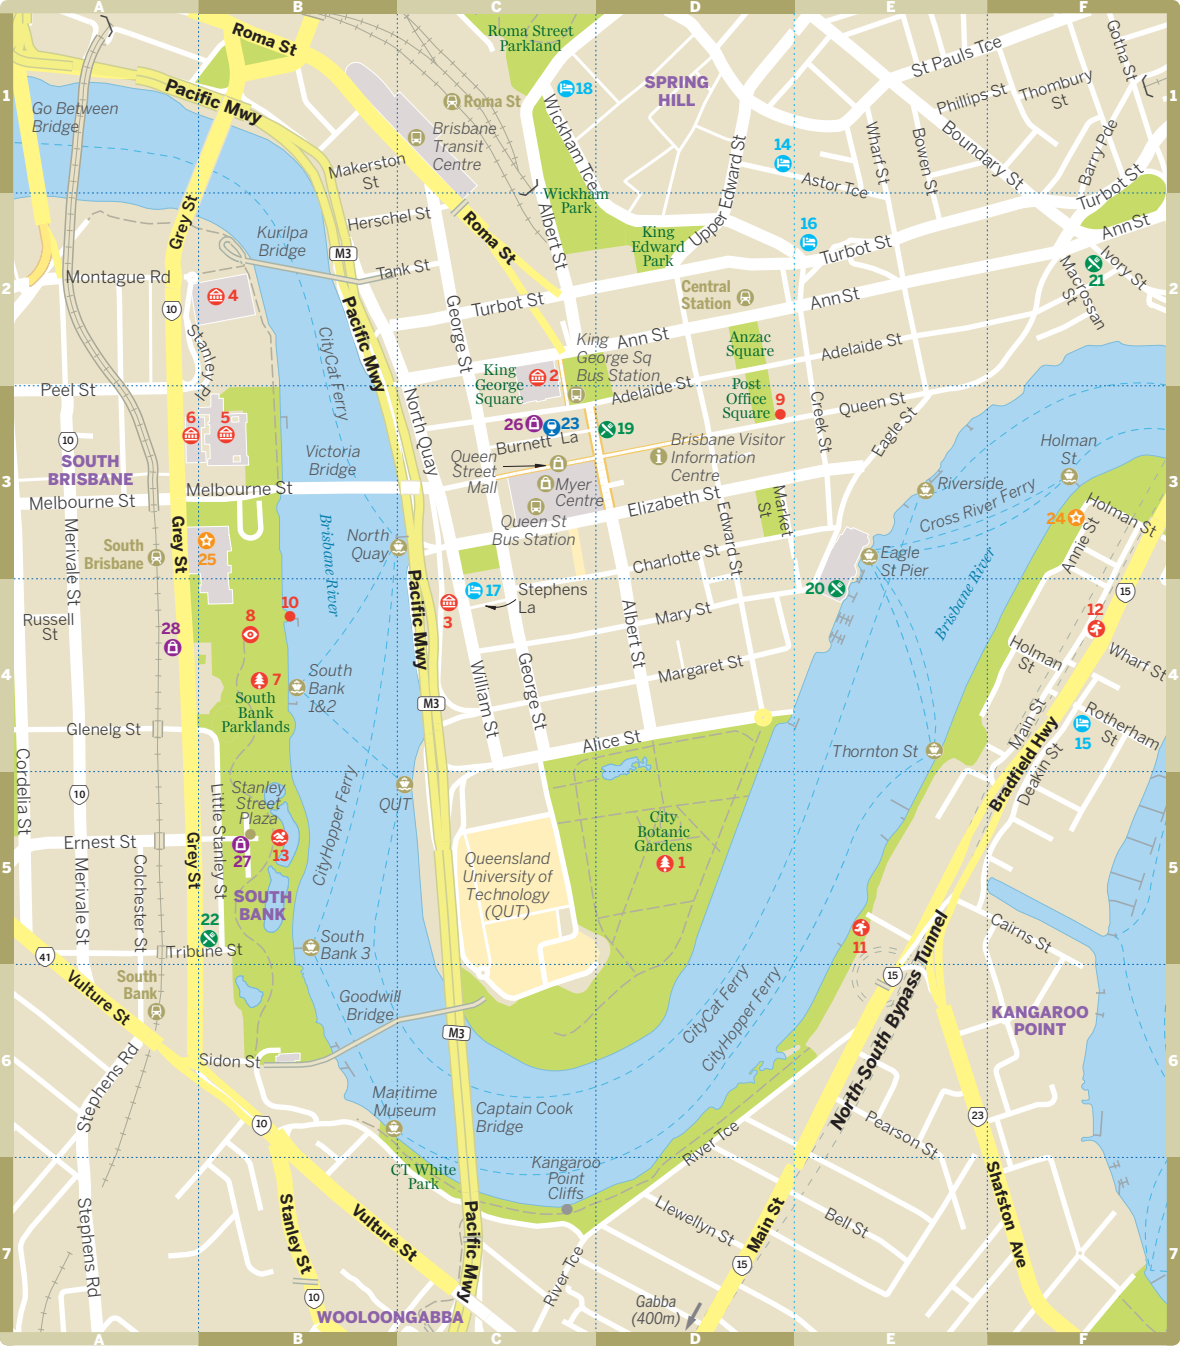 A
B
C
D
E
F
1
2
3
4
5
6
7
1
2
3
4
5
6
7
A
B
C
D
E
F
Roma St
Roma Street
Parkland
Pacific Mwy
Go Between
Bridge
18
SPRING
HILL
St Pauls Tce
Gotha St
Phillips St
Thornbury
St
Roma St
Brisbane
Transit
Centre
Wickham Tce
Makerston
St
14
Astor Tce
Wharf St
Bowen St
Boundary St
Barry Pde
Turbot St
Ann St
Grey St
Herschel St
Roma St
Wickham
Park
Albert St
King
Edward
Park
Upper Edward St
16
Turbot St
Ivory St
21
Macrossan
St
Kurilpa
Bridge
M3
Tank St
Montague Rd
4
10
Pacific Mwy
George St
Turbot St
Central
Station
Ann St
Stanley Pl
CityCat Ferry
King
George Sq
Bus Station
Ann St
Anzac
Square
Adelaide St
King
George
Square
2
Adelaide St
Post
Office
Square
9
Queen St
Peel St
North Quay
Creek St
Eagle St
6
5
10
26
23
19
Burnett La
SOUTH
BRISBANE
Victoria
Bridge
Queen
Street
Mall
Brisbane Visitor
Information
Centre
Holman
St
Melbourne St
Melbourne St
Myer
Centre
Elizabeth St
Riverside
Cross River Ferry
24
Holman St
Queen St
Bus Station
Edward St
Market
St
Grey St
25
South
Brisbane
Merivale St
Brisbane River
North
Quay
Charlotte St
Eagle
St Pier
Annie St
20
Brisbane River
15
17
Stephens
La
3
Pacific Mwy
Albert St
Mary St
12
Russell
St
28
8
10
Holman
St
Wharf St
Margaret St
South
Bank
1&2
7
South
Bank
Parklands
William St
George St
M3
Main St
Rotherham
St
15
Glenelg St
Alice St
Thornton St
Bradfield Hwy
Deakin St
Cordelia St
10
Stanley
Street
Plaza
QUT
CityHopper Ferry
Little Stanley St
City
Botanic
Gardens
1
Ernest St
Grey St
27
13
Merivale St
Colchester St
Queensland
University of
Technology
(QUT)
SOUTH
BANK
22
Tribune St
South
Bank 3
11
North-South Bypass Tunnel
Cairns St
41
Vulture St
South
Bank
Goodwill
Bridge
CityCat Ferry
CityHopper Ferry
15
KANGAROO
POINT
M3
Sidon St
Stephens Rd
Maritime
Museum
Captain Cook
Bridge
10
23
Pearson St
River Tce
CT White
Park
Kangaroo
Point
Cliffs
Stephens Rd
Stanley St
Vulture St
Pacific Mwy
Llewellyn St
Main St
Bell St
Shafston Ave
15
River Tce
10
WOOLOONGABBA
Gabba
(400m)